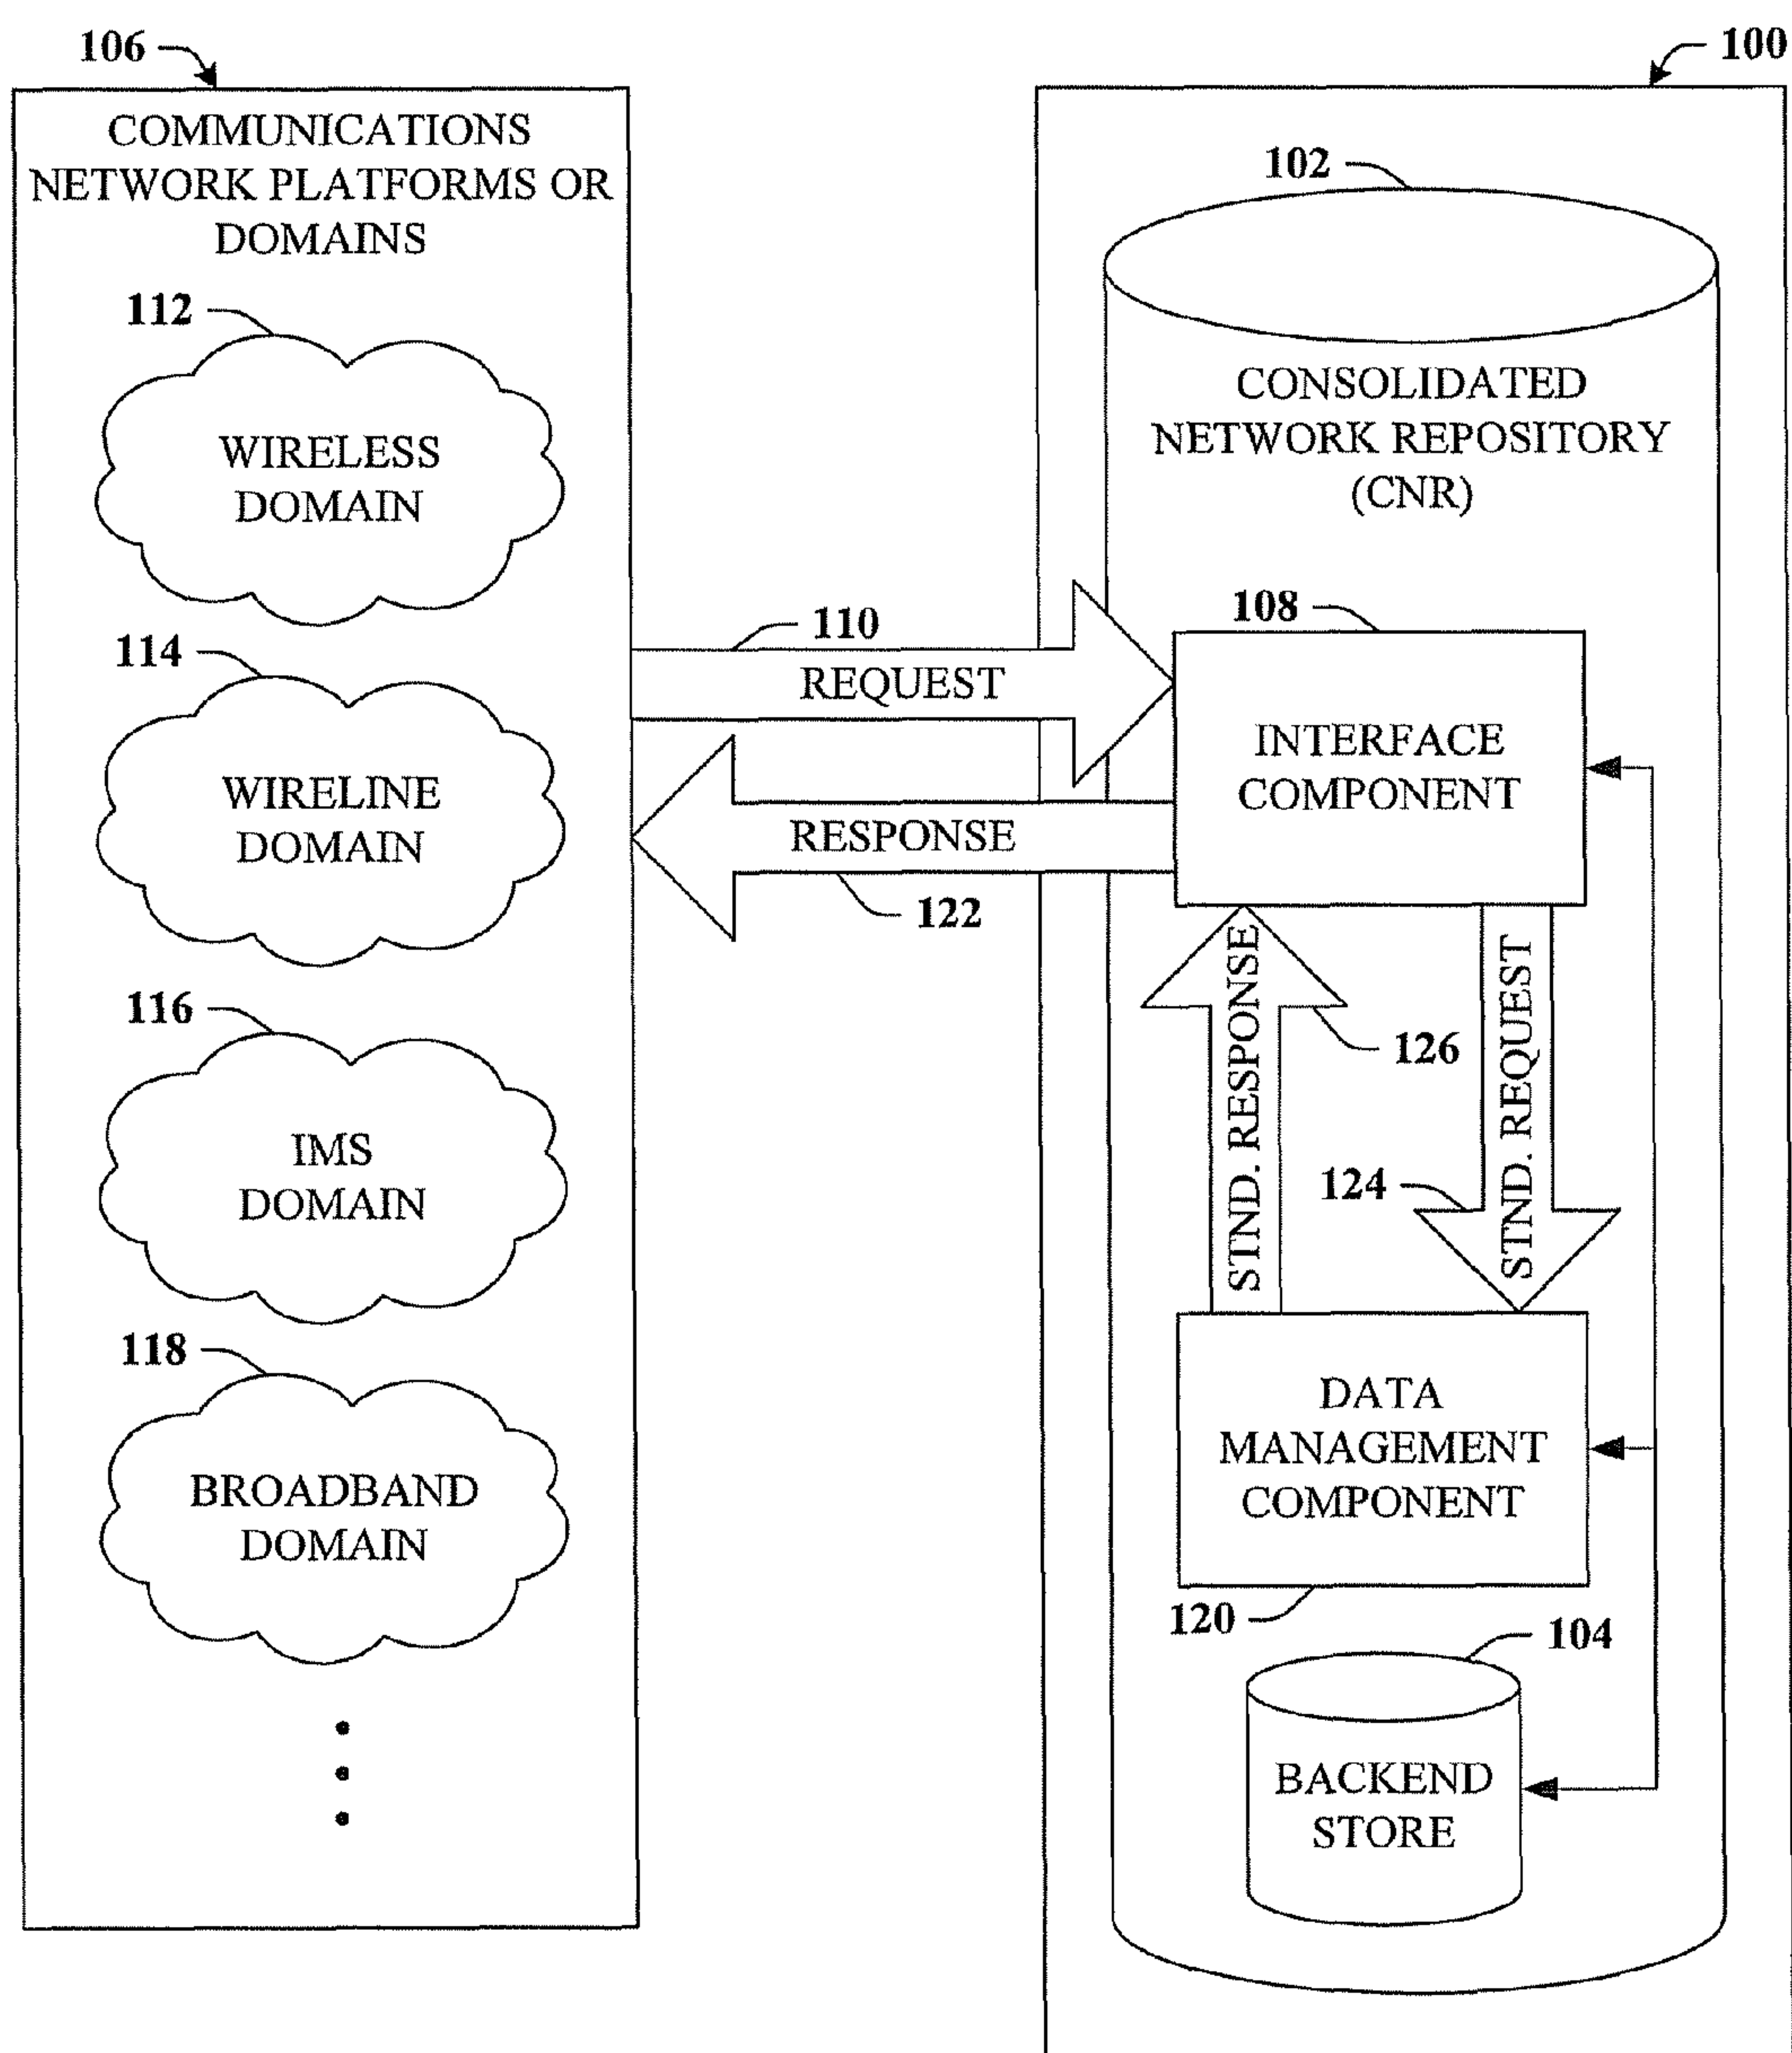 106
100
COMMUNICATIONS
NETWORK PLATFORMS OR
DOMAINS
112
WIRELESS
DOMAIN
114
WIRELINE
DOMAIN
116
IMS
DOMAIN
118
BROADBAND
DOMAIN
110
REQUEST
RESPONSE
122
102
CONSOLIDATED
NETWORK REPOSITORY
(CNR)
108
INTERFACE
COMPONENT
STND. RESPONSE
126
STND. REQUEST
124
DATA
MANAGEMENT
COMPONENT
120
104
BACKEND
STORE